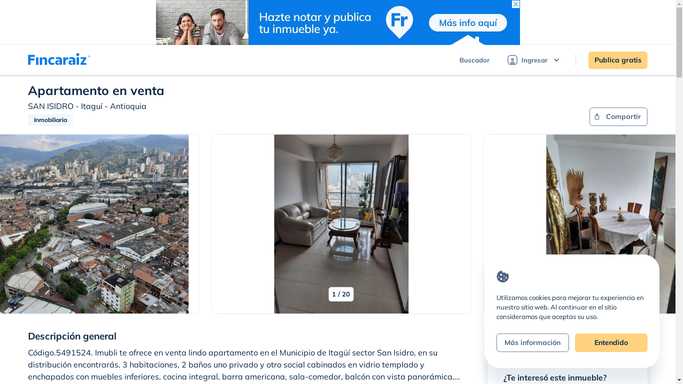 Hazte notar y publica
tu inmueble ya.
Fr
Más info aquí
Fincaraiz
Buscador
Ingresar
Publica gratis
Apartamento en venta
SAN ISIDRO - Itaguí - Antioquia
Inmobiliaria
Compartir
1 / 20
Utilizamos cookies para mejorar tu experiencia en
nuestro sitio web. Al continuar en el sitio
consideramos que aceptas su uso.
Más información
Entendido
Descripción general
Código.5491524. Imubli te ofrece en venta lindo apartamento en el Municipio de Itagüí sector San Isidro, en su
distribución encontrarás, 3 habitaciones, 2 baños uno privado y otro social cabinados en vidrio templado y
enchapados con muebles inferiores, cocina integral, barra americana, sala-comedor, balcón con vista panorámica,...
¿Te interesó este inmueble?